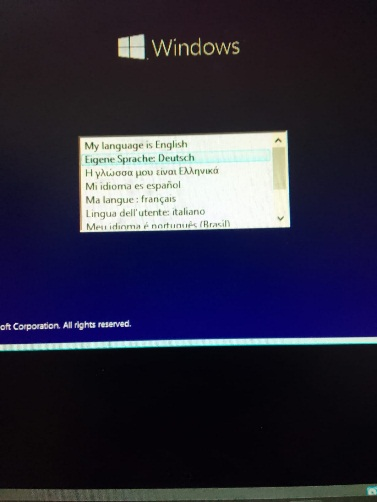 Windows
My language is English
Eigene Sprache: Deutsch
Η γλώσσα μου είναι Ελληνικά
Mi idioma es español
Ma langue : français
Lingua dell'utente: italiano
Meu idioma é português (Brasil)
oft Corporation. All rights reserved.